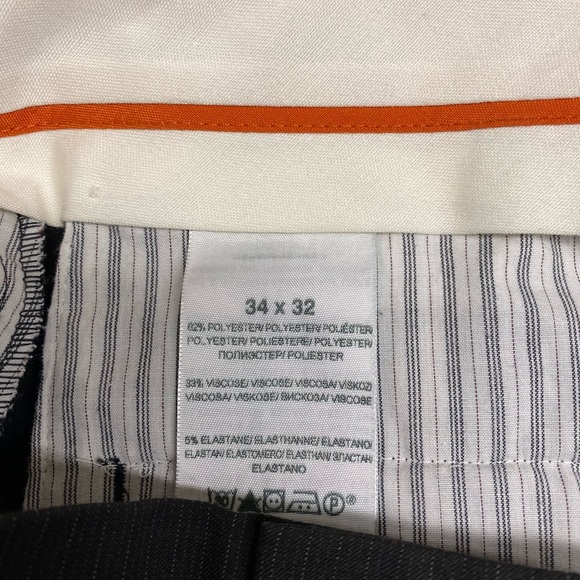 34 x 32
62% POLYESTER/ POLYESTER/ POLIÉSTER/
POLYESTER/ POLIESTERE/ POLYESTER/
ПОЛИЭСТЕР/ POLIESTER
33% VISCOSE/ VISCOSE/ VISCOSA/ VISKOZ/
VISCOSA/ VISKOSE/ ВИСКОЗА/ VISCOSE
5% ELASTANE/ ELASTHANNE/ ELASTANO/
ELASTAN/ ELASTOMERO/ ELASTHAN/ ЭЛАСТАН/
ELASTANO
P ®